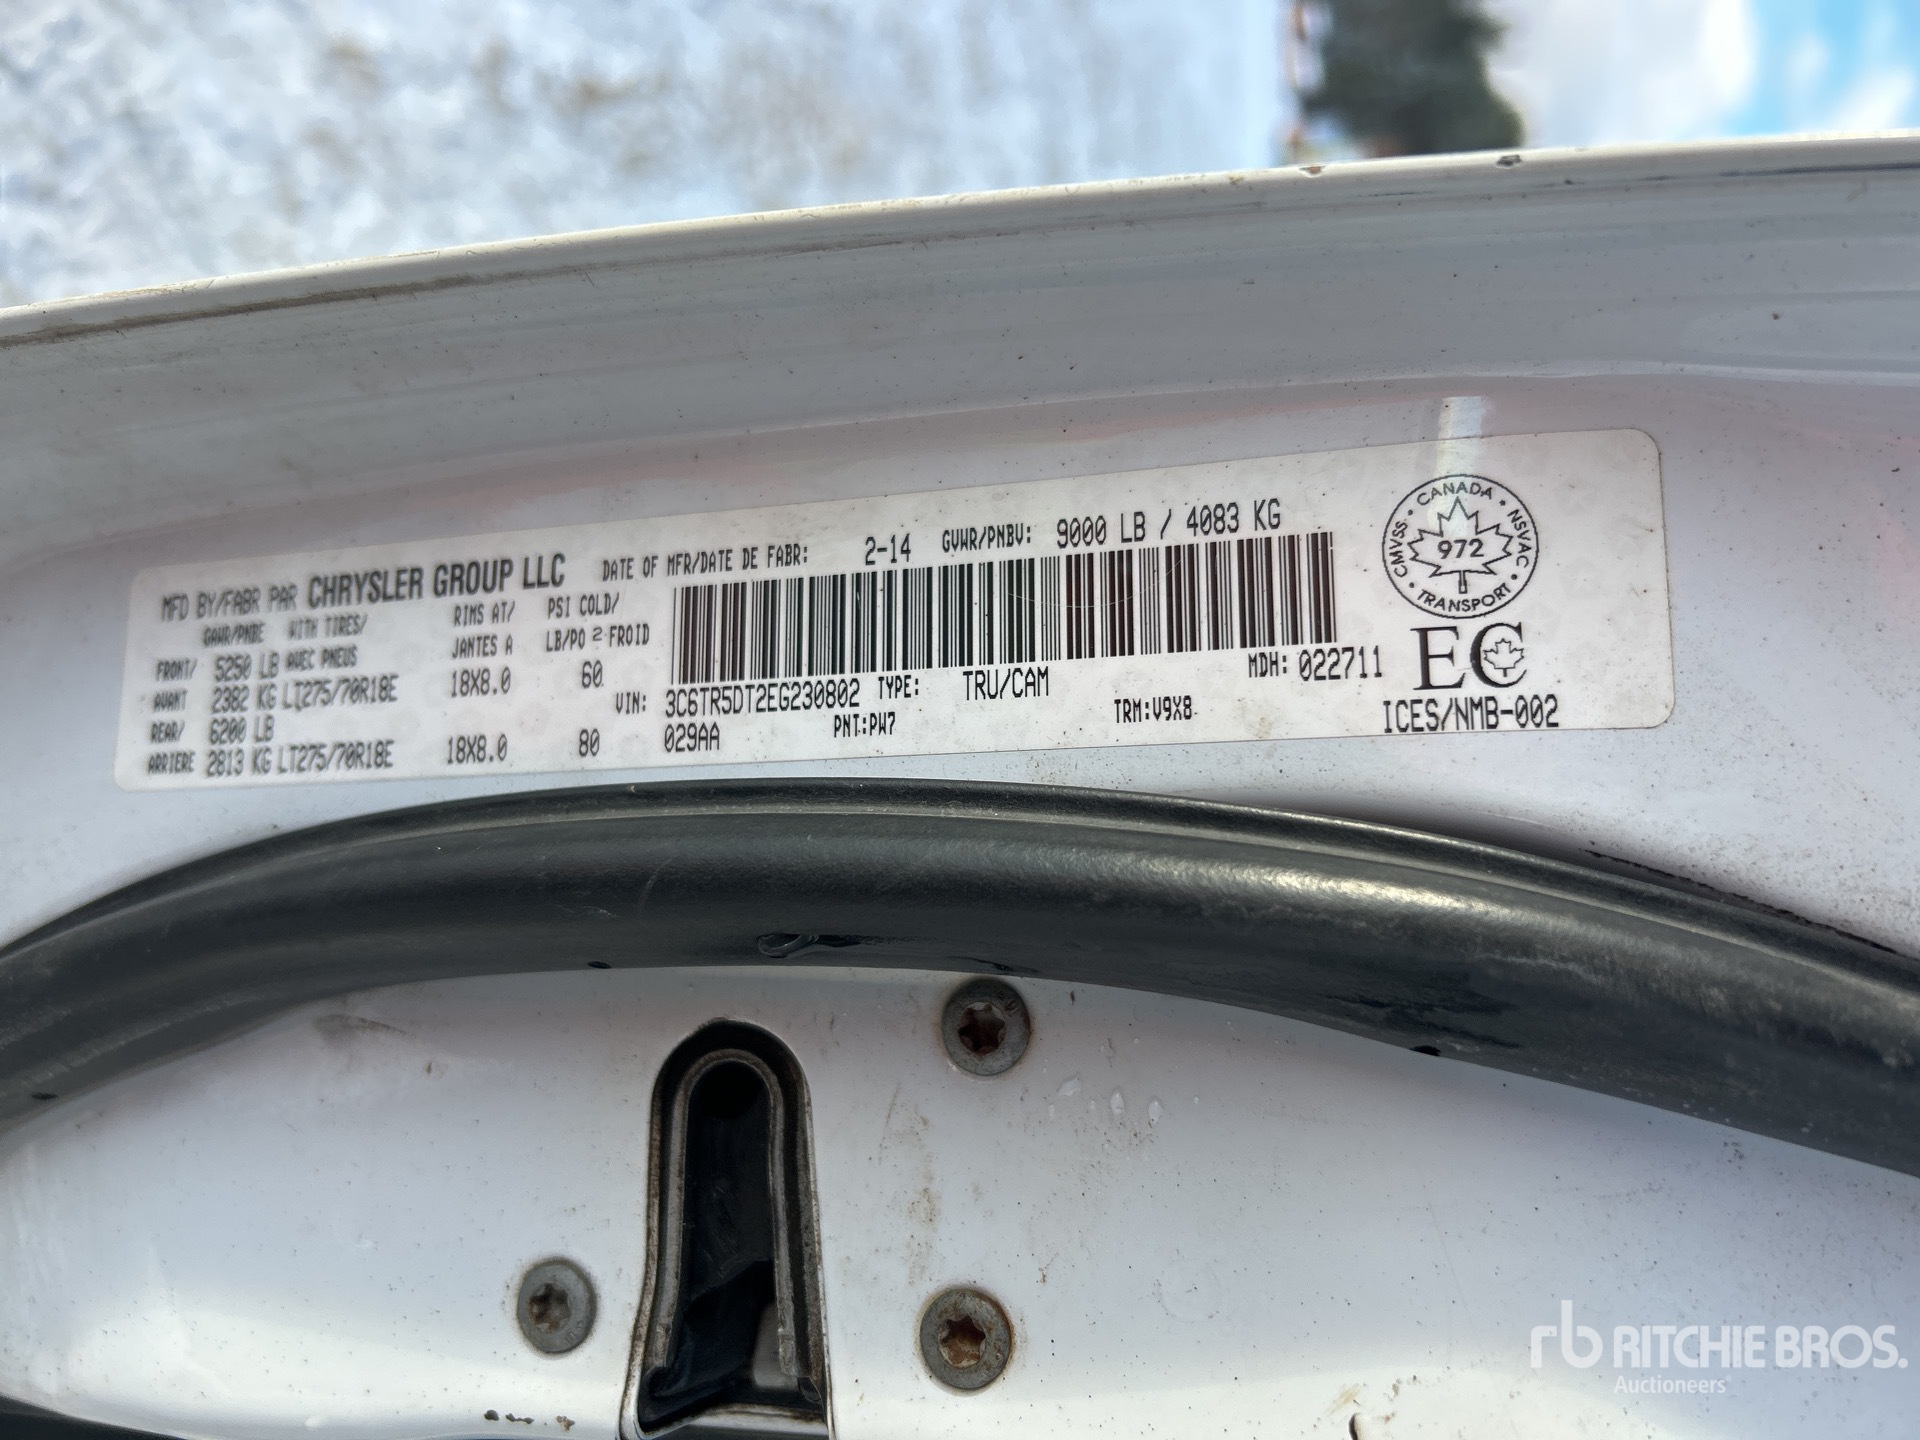 MFD BY/FABR PAR CHRYSLER GROUP LLC DATE OF MFR/DATE DE FABR: 2-14 GVWR/PNBV: 9000 LB / 4083 KG
GAWR/PNBE WITH TIRES/ RIMS AT/ PSI COLD/
AVEC PNEUS JANTES A LB/PO² FROID
FRONT/ 5250 LB
AVANT 2382 KG LT275/70R18E 18X8.0 60
REAR/ 6200 LB
ARRIERE 2813 KG LT275/70R18E 18X8.0 80
VIN: 3C6TR5DT2EG230802 TYPE: TRU/CAM MDH: 022711
029AA PNT:PW7 TRM:V9X8
CANADA
CMVSS 972 NSVAC
TRANSPORT
EC
ICES/NMB-002
rb RITCHIE BROS.
Auctioneers